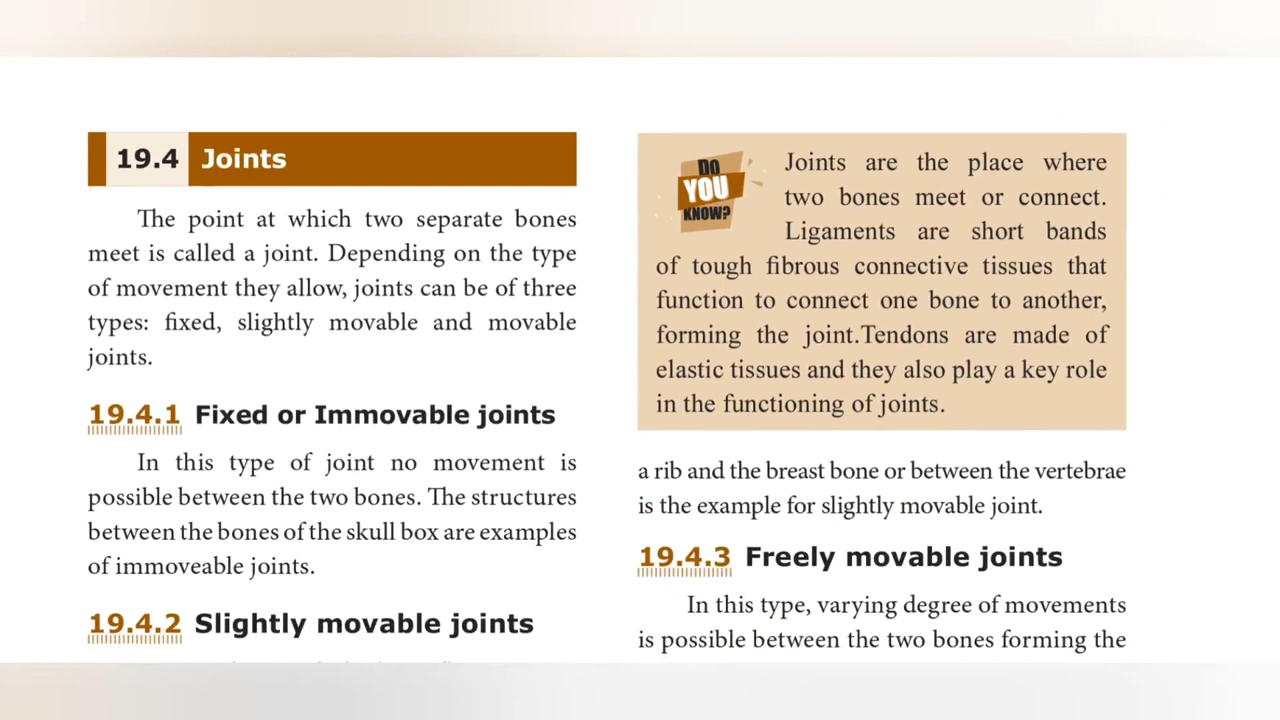 19.4 Joints
The point at which two separate bones
meet is called a joint. Depending on the type
of movement they allow, joints can be of three
types: fixed, slightly movable and movable
joints.
19.4.1 Fixed or Immovable joints
In this type of joint no movement is
possible between the two bones. The structures
between the bones of the skull box are examples
of immoveable joints.
19.4.2 Slightly movable joints
DO
YOU
KNOW?
Joints are the place where
two bones meet or connect.
Ligaments are short bands
of tough fibrous connective tissues that
function to connect one bone to another,
forming the joint.Tendons are made of
elastic tissues and they also play a key role
in the functioning of joints.
a rib and the breast bone or between the vertebrae
is the example for slightly movable joint.
19.4.3 Freely movable joints
In this type, varying degree of movements
is possible between the two bones forming the